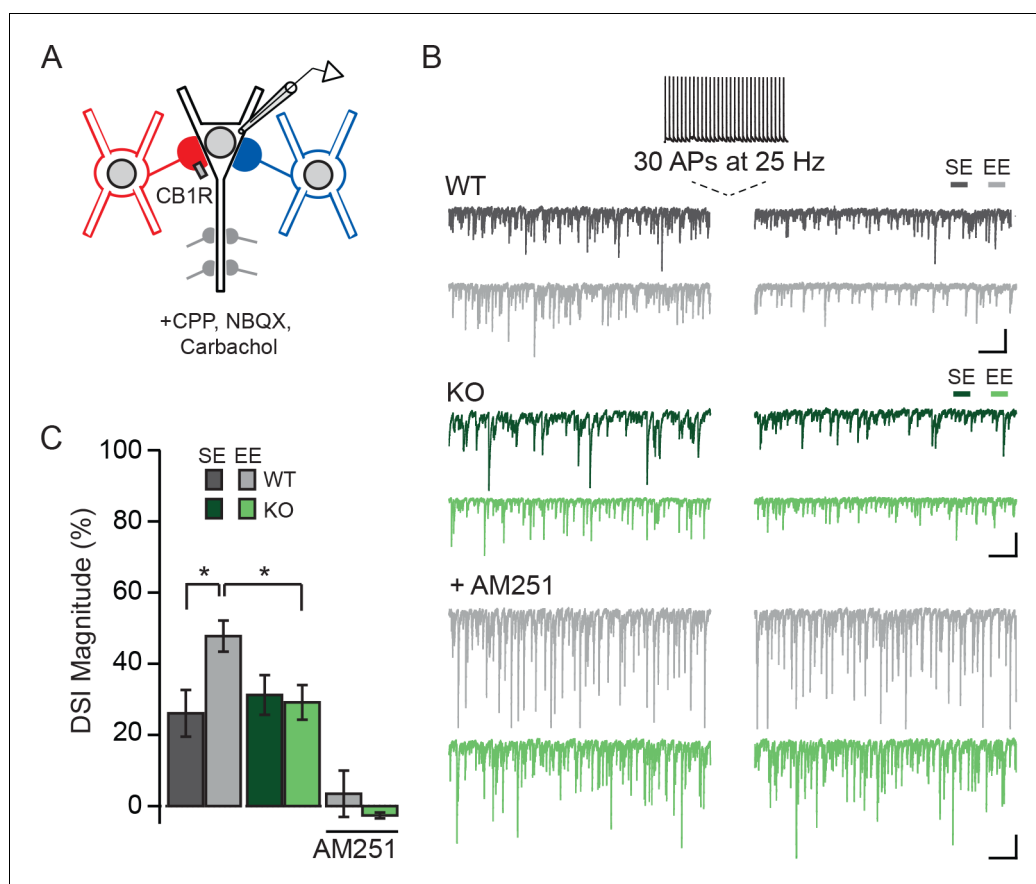 A
CB1R
+CPP, NBQX,
Carbachol
B
30 APs at 25 Hz
WT
SE EE
KO
SE EE
+ AM251
C
DSI Magnitude (%)
100
80
60
40
20
0
SE EE
WT
KO
* *
AM251